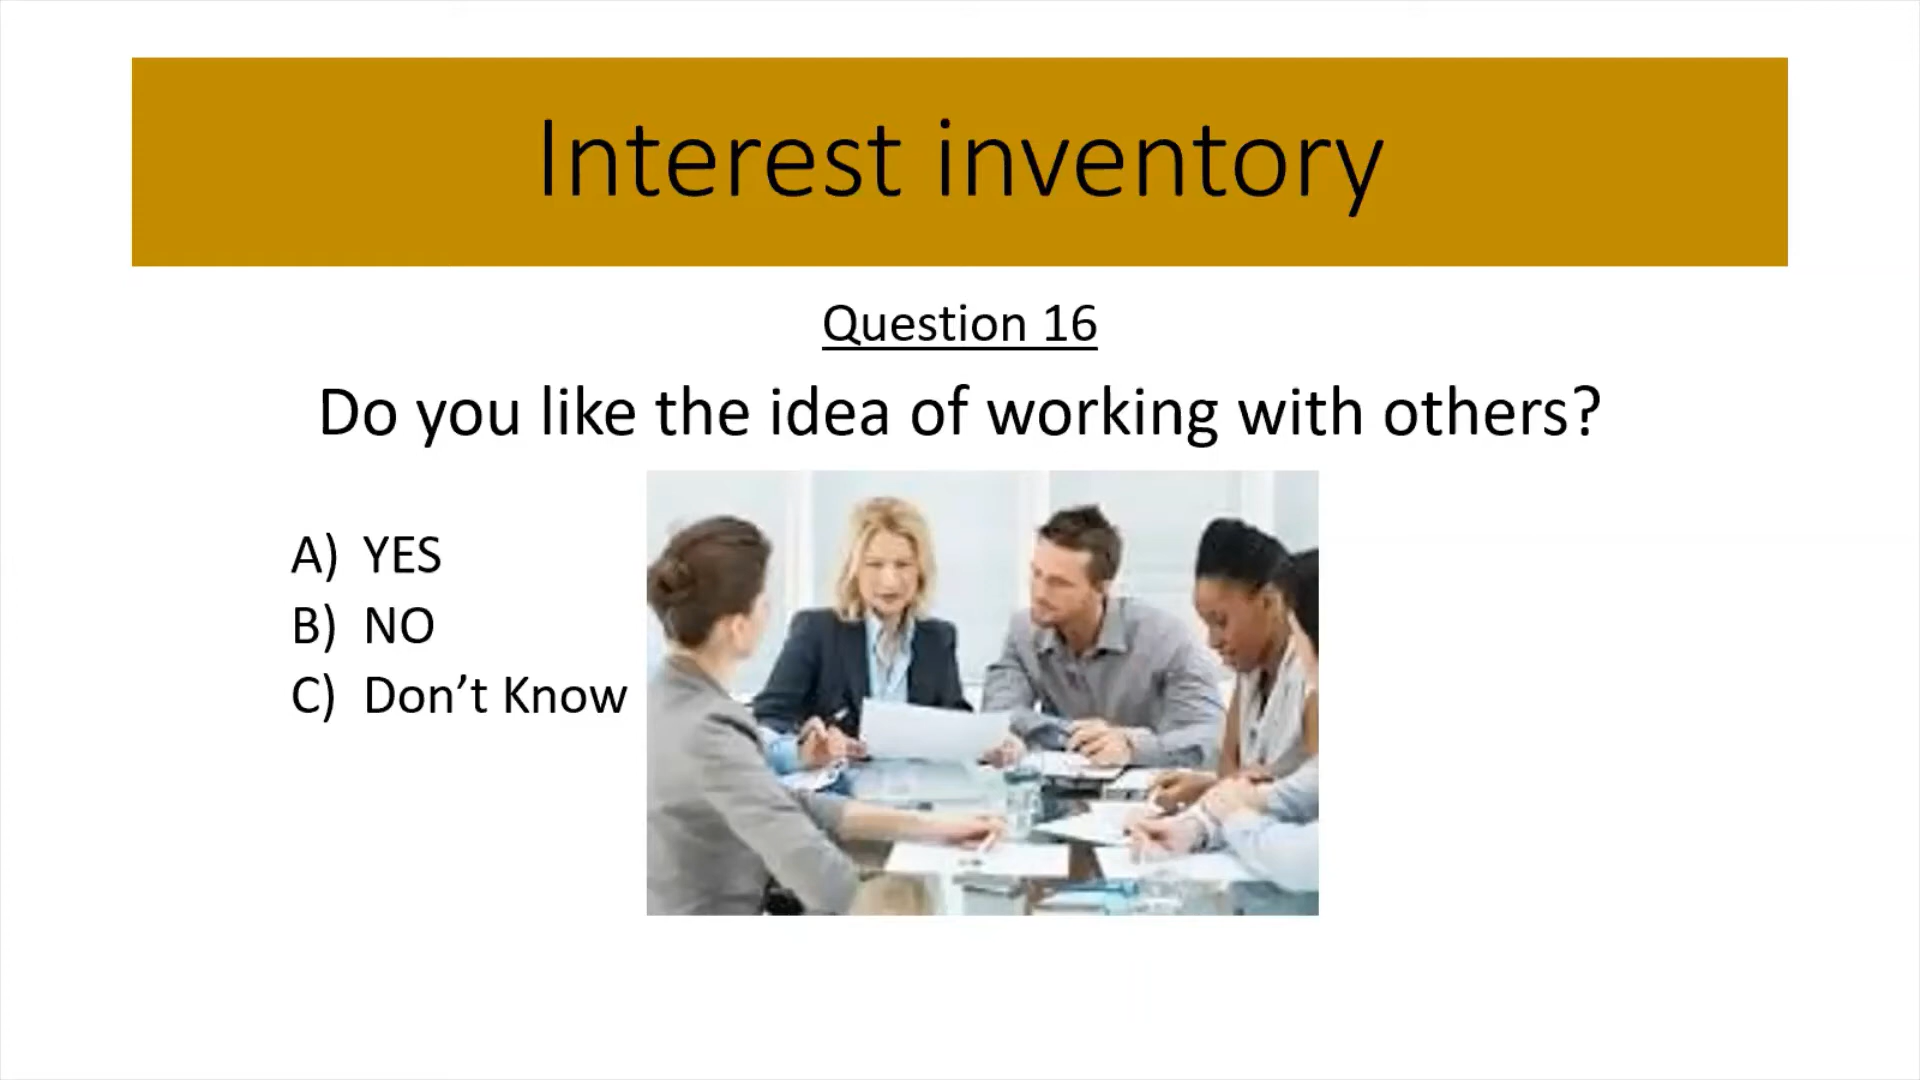 Interest inventory
Question 16
Do you like the idea of working with others?
A) YES
B) NO
C) Don’t Know